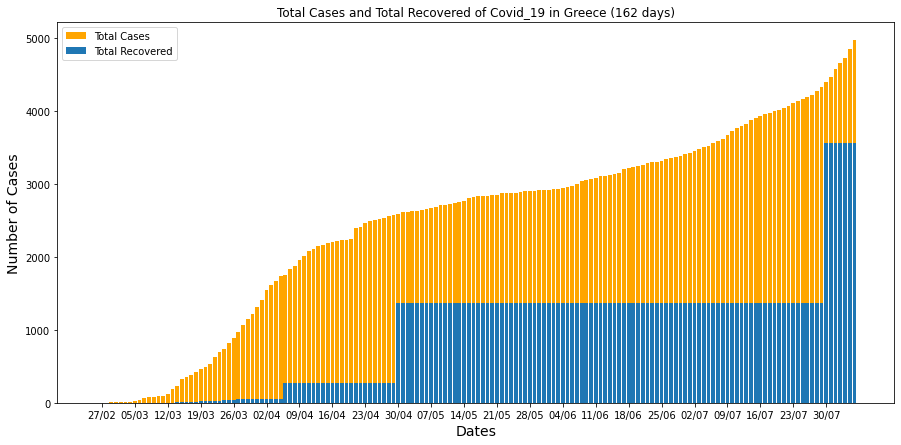 Total Cases and Total Recovered of Covid_19 in Greece (162 days)
Total Cases
Total Recovered
Number of Cases
5000
4000
3000
2000
1000
0
27/02 05/03 12/03 19/03 26/03 02/04 09/04 16/04 23/04 30/04 07/05 14/05 21/05 28/05 04/06 11/06 18/06 25/06 02/07 09/07 16/07 23/07 30/07
Dates